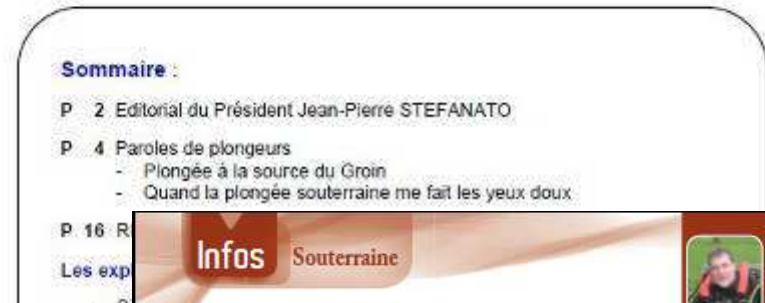 Sommaire :
P 2 Editorial du Président Jean-Pierre STEFANATO
P 4 Paroles de plongeurs
- Plongée à la source du Groin
- Quand la plongée souterraine me fait les yeux doux
P 16 R
Les exp
Infos Souterraine